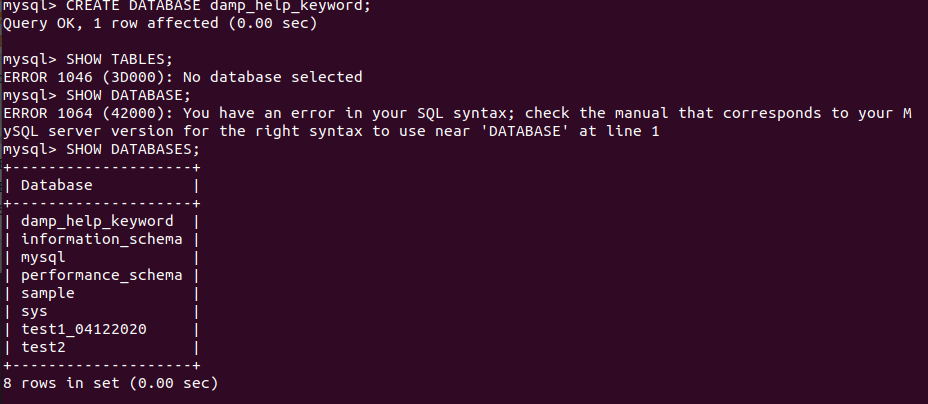 mysql> CREATE DATABASE damp_help_keyword;
Query OK, 1 row affected (0.00 sec)
mysql> SHOW TABLES;
ERROR 1046 (3D000): No database selected
mysql> SHOW DATABASE;
ERROR 1064 (42000): You have an error in your SQL syntax; check the manual that corresponds to your M
ySQL server version for the right syntax to use near 'DATABASE' at line 1
mysql> SHOW DATABASES;
+--------------------+
| Database           |
+--------------------+
| damp_help_keyword  |
| information_schema |
| mysql              |
| performance_schema |
| sample             |
| sys                |
| test1_04122020     |
| test2              |
+--------------------+
8 rows in set (0.00 sec)